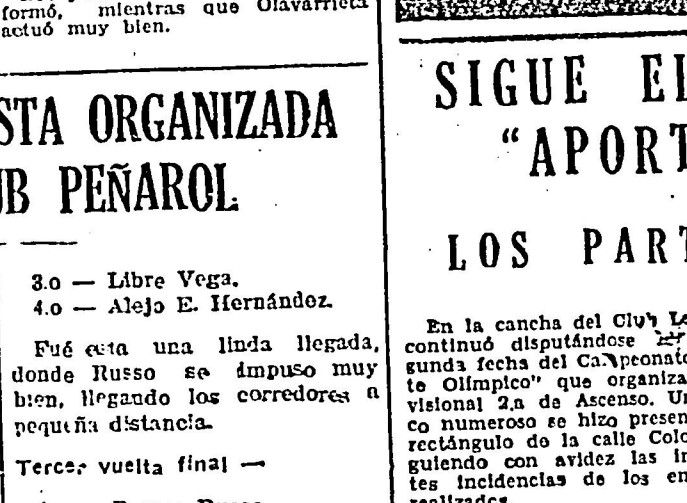 formó, mientras que Olavarrieta
actuó muy bien.
STA ORGANIZADA
UB PEÑAROL
3.o — Libre Vega.
4.o — Alejo E. Hernández.
Fué esta una linda llegada,
donde Russo se impuso muy
bien, llegando los corredores a
pequeña distancia.
Tercer vuelta final —
SIGUE EL
"APORT
LOS PART
En la cancha del Club
continuó disputándose
gunda fecha del Campeonato
te Olímpico" que organiza
visional 2.a de Ascenso. Un
co numeroso se hizo presen
rectángulo de la calle Colo
guiendo con avidez las in
tes incidencias de los en
realizados